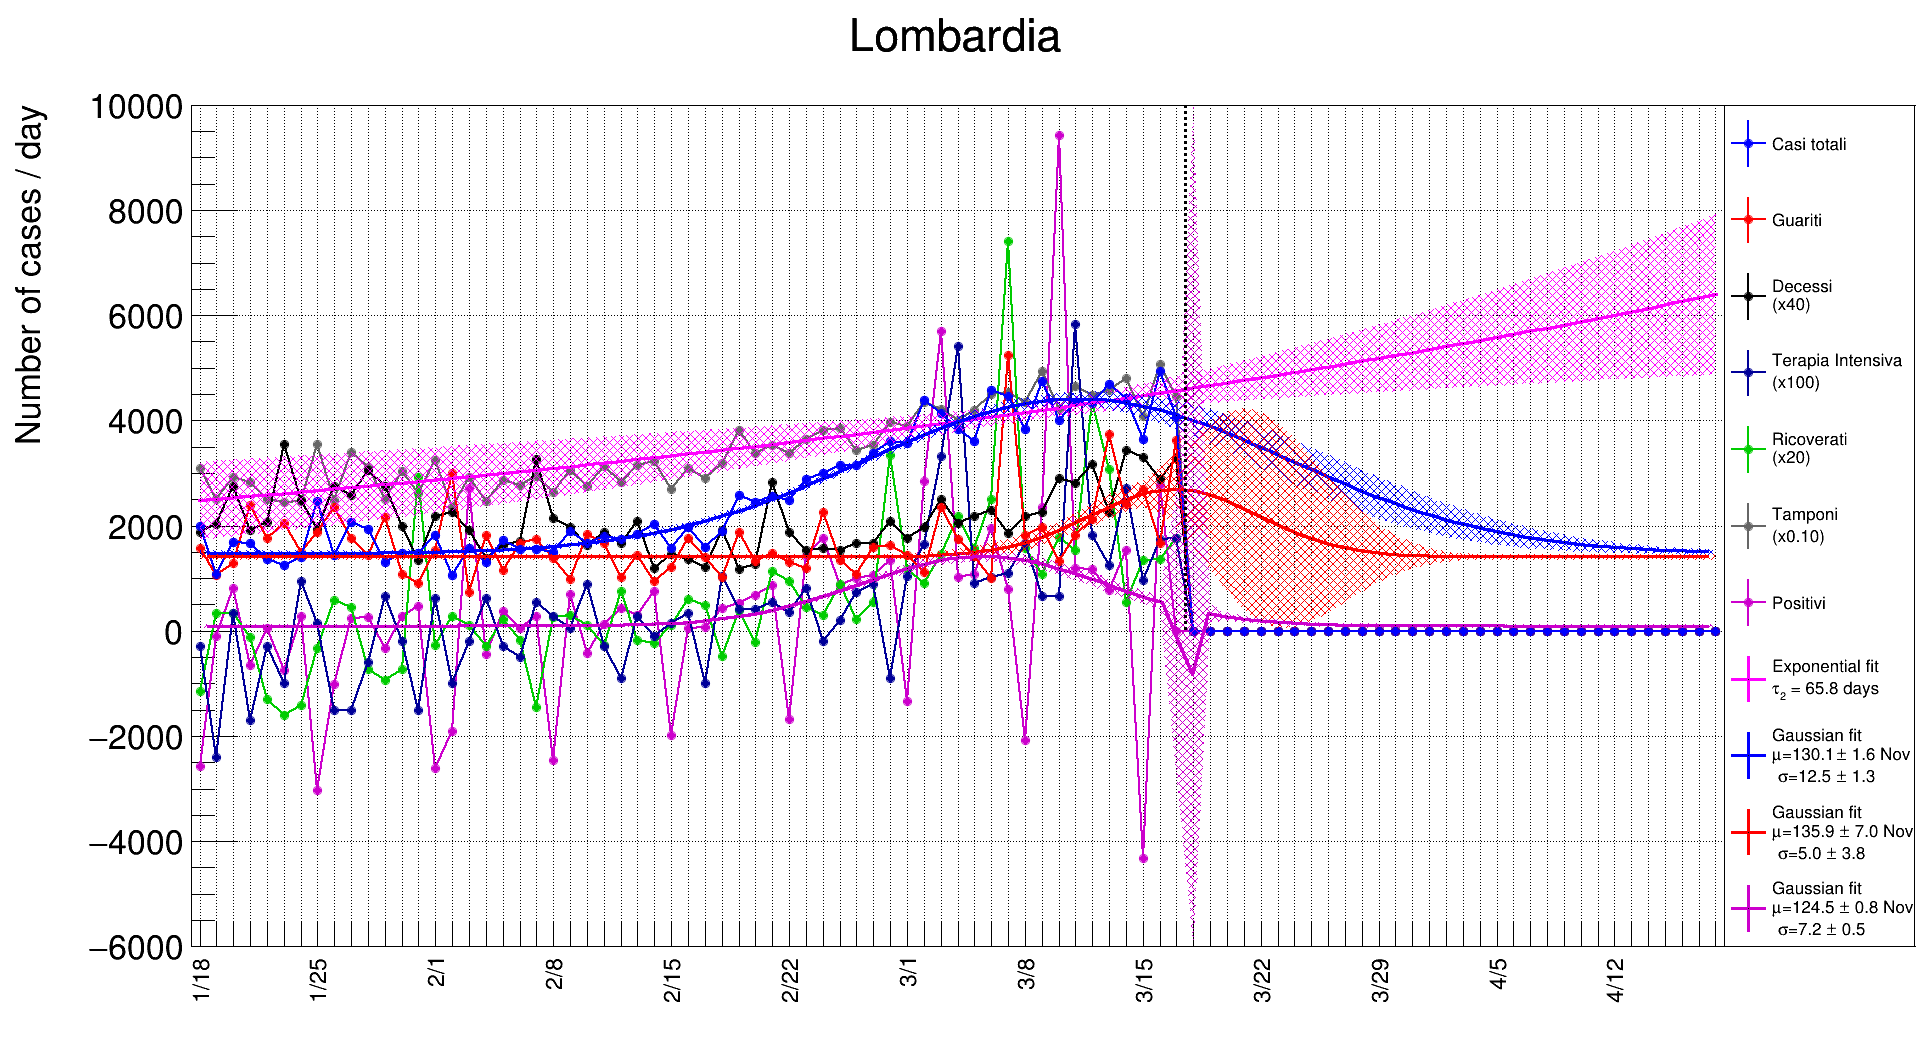 Lombardia
Number of cases / day
10000
8000
6000
4000
2000
0
−2000
−4000
−6000
1/18
1/25
2/1
2/8
2/15
2/22
3/1
3/8
3/15
3/22
3/29
4/5
4/12
Casi totali
Guariti
Decessi
(x40)
Terapia Intensiva
(x100)
Ricoverati
(x20)
Tamponi
(x0.10)
Positivi
Exponential fit
τ₂ = 65.8 days
Gaussian fit
μ=130.1± 1.6 Nov
σ=12.5 ± 1.3
Gaussian fit
μ=135.9 ± 7.0 Nov
σ=5.0 ± 3.8
Gaussian fit
μ=124.5 ± 0.8 Nov
σ=7.2 ± 0.5